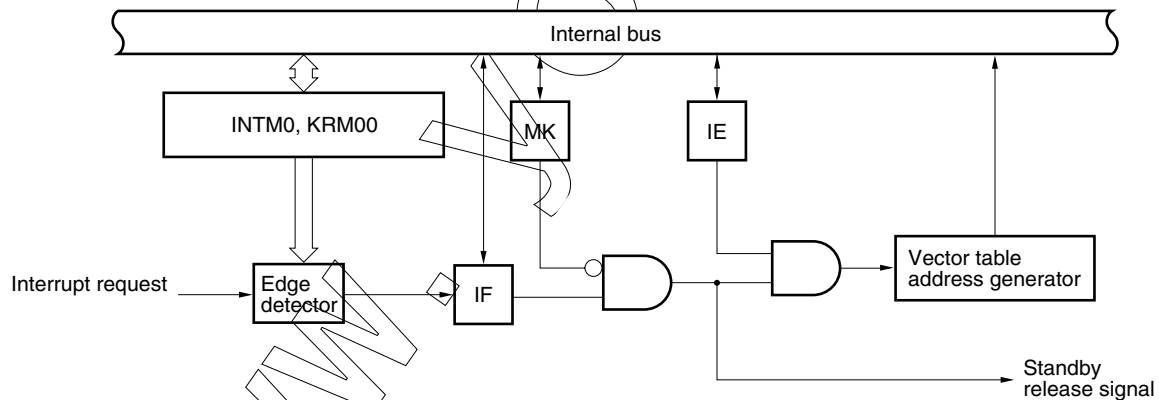 Internal bus
INTM0, KRM00
MK
IE
Interrupt request
Edge
detector
IF
Vector table
address generator
Standby
release signal